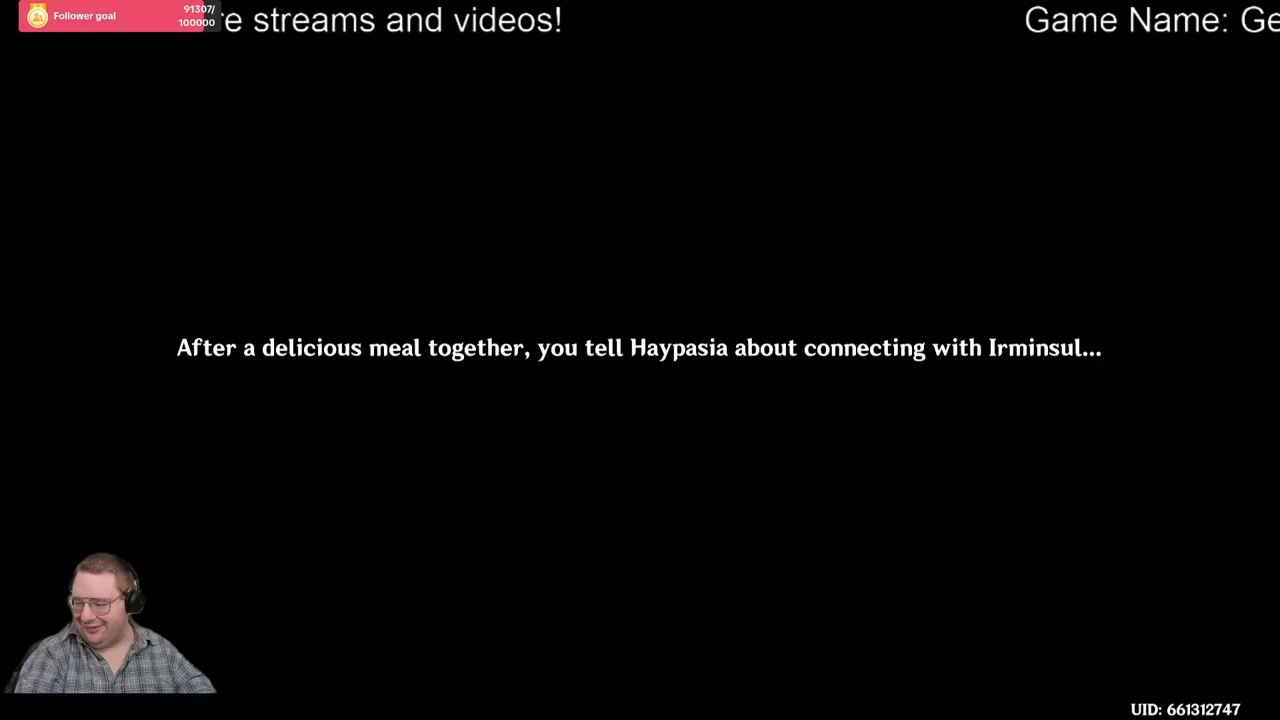 Follower goal
91307/
100000
re streams and videos!
Game Name: Ge
After a delicious meal together, you tell Haypasia about connecting with Irminsul...
UID: 661312747